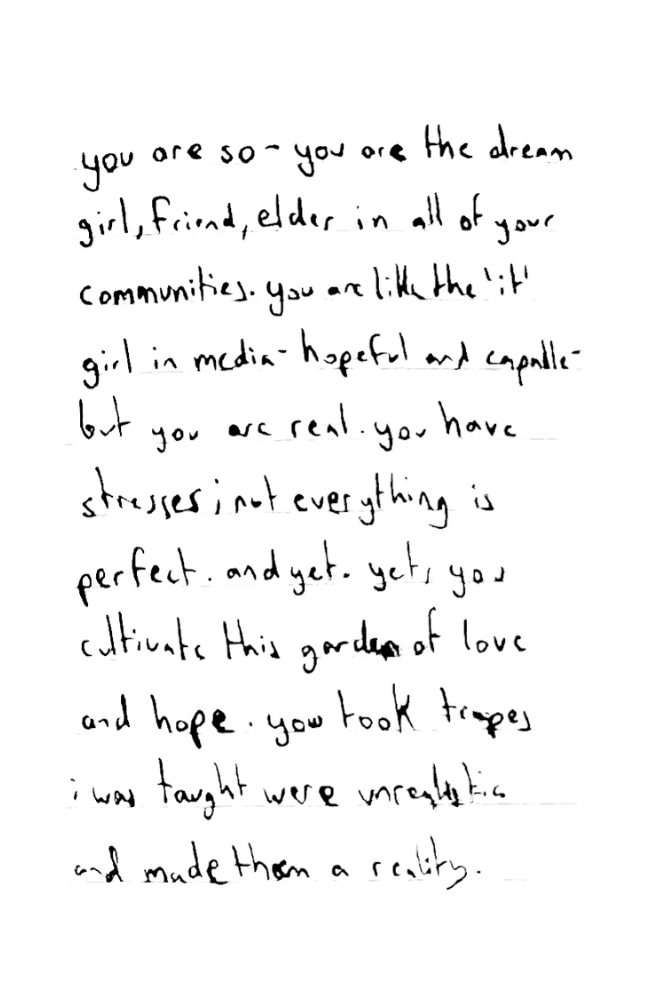 you are so - you are the dream
girl, friend, elder in all of your
communities. you are like the 'it'
girl in media - hopeful and capable -
but you are real. you have
stresses; not everything is
perfect. and yet. yet, you
cultivate this garden of love
and hope. you took tropes
i was taught were unrealistic
and made them a reality.